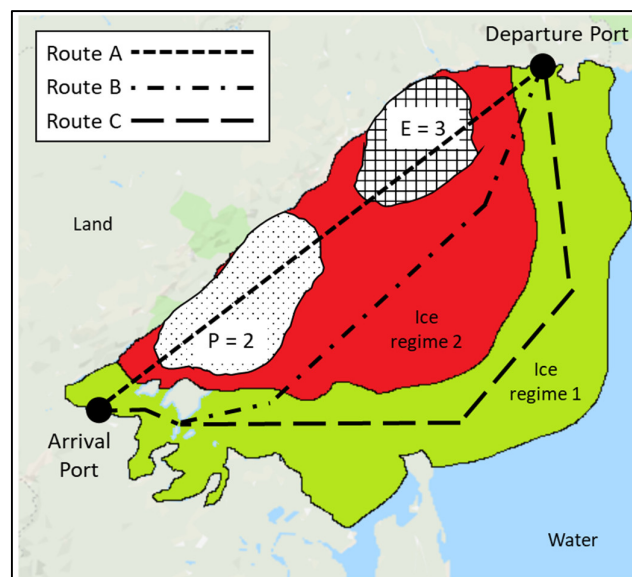 Departure Port
Route A
Route B
Route C
E = 3
Land
Ice
regime 2
P = 2
Ice
regime 1
Arrival
Port
Water